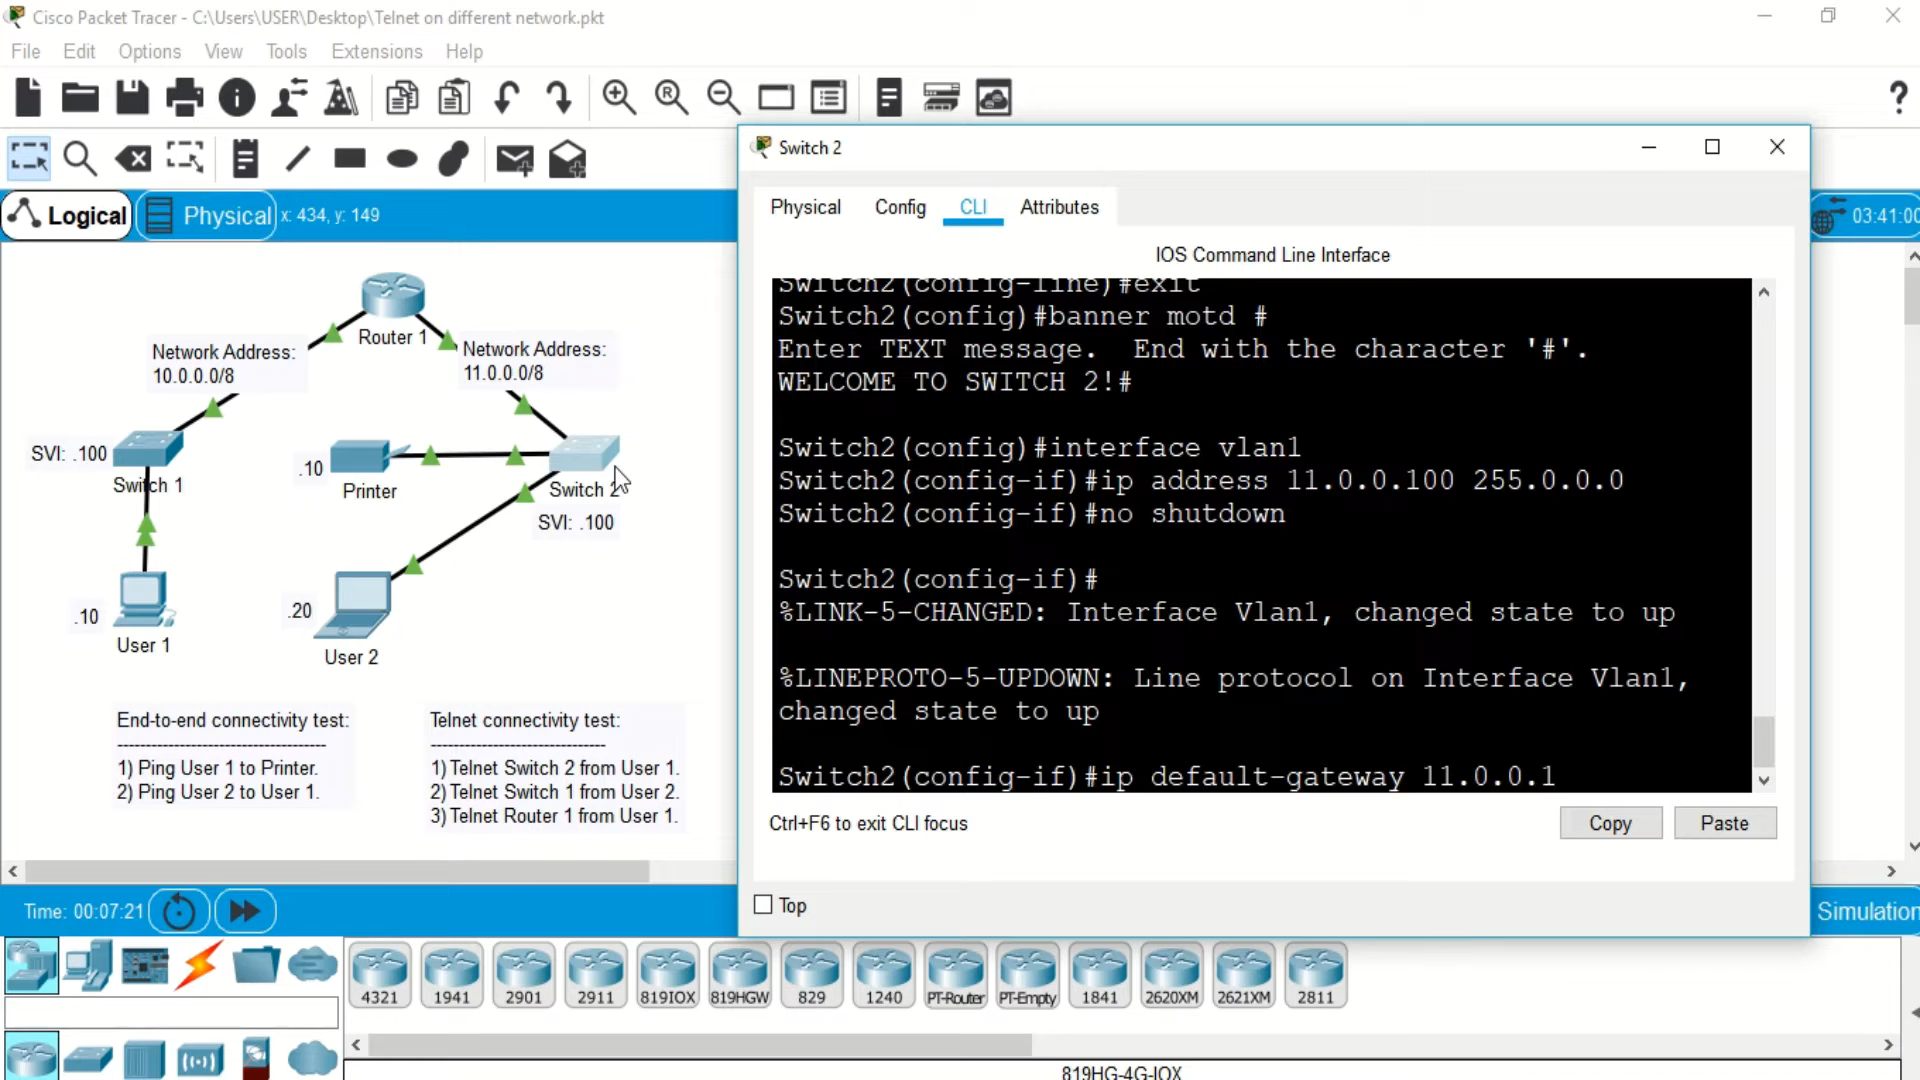 Cisco Packet Tracer - C:\Users\USER\Desktop\Telnet on different network.pkt
File Edit Options View Tools Extensions Help
Logical
Physical
x: 434, y: 149
03:41:00
Router 1
Network Address:
10.0.0.0/8
Network Address:
11.0.0.0/8
SVI: .100
Switch 1
.10
Printer
Switch 2
SVI: .100
.10
User 1
.20
User 2
End-to-end connectivity test:
-------------------------------------
1) Ping User 1 to Printer.
2) Ping User 2 to User 1.
Telnet connectivity test:
-------------------------------
1) Telnet Switch 2 from User 1.
2) Telnet Switch 1 from User 2.
3) Telnet Router 1 from User 1.
Switch 2
Physical Config CLI Attributes
IOS Command Line Interface
Switch2(config-line)#exit
Switch2(config)#banner motd #
Enter TEXT message.  End with the character '#'.
WELCOME TO SWITCH 2!#
Switch2(config)#interface vlan1
Switch2(config-if)#ip address 11.0.0.100 255.0.0.0
Switch2(config-if)#no shutdown
Switch2(config-if)#
%LINK-5-CHANGED: Interface Vlan1, changed state to up
%LINEPROTO-5-UPDOWN: Line protocol on Interface Vlan1,
changed state to up
Switch2(config-if)#ip default-gateway 11.0.0.1
Ctrl+F6 to exit CLI focus
Copy
Paste
Top
Time: 00:07:21
Simulation
4321 1941 2901 2911 819IOX 819HGW 829 1240 PT-Router PT-Empty 1841 2620XM 2621XM 2811
819HG-4G-IOX